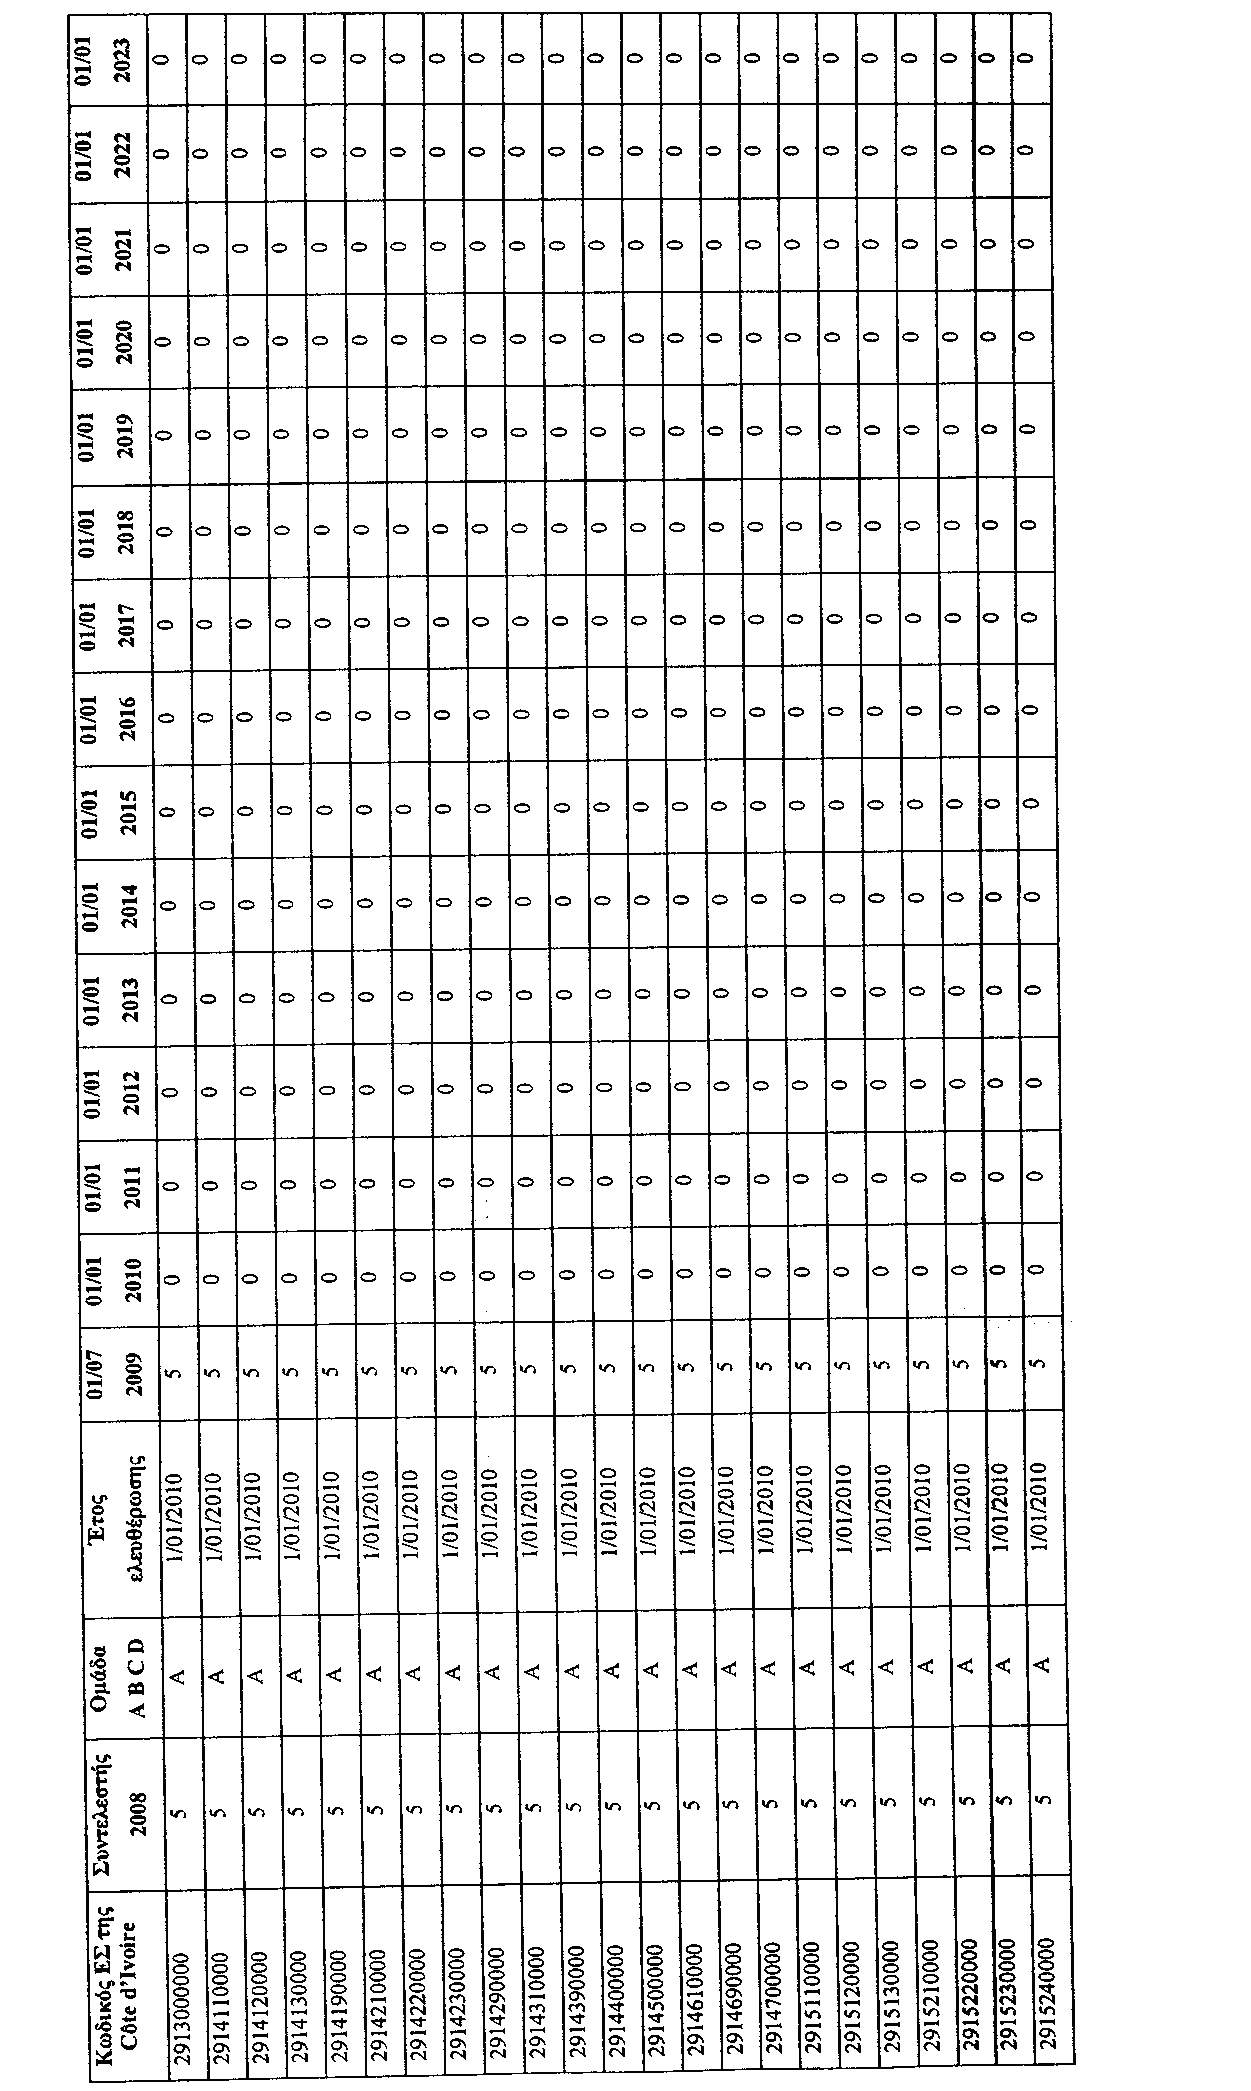 Κωδικός ΕΣ της Συντελεστής Ομάδα Έτος 01/07 01/01 01/01 01/01 01/01 01/01 01/01 01/01 01/01 01/01 01/01 01/01 01/01 01/01 01/01
Côte d'Ivoire 2008 A B C D ελευθέρωσης 2009 2010 2011 2012 2013 2014 2015 2016 2017 2018 2019 2020 2021 2022 2023
2913000000 5 A 1/01/2010 5 0 0 0 0 0 0 0 0 0 0 0 0 0 0
2914110000 5 A 1/01/2010 5 0 0 0 0 0 0 0 0 0 0 0 0 0 0
2914120000 5 A 1/01/2010 5 0 0 0 0 0 0 0 0 0 0 0 0 0 0
2914130000 5 A 1/01/2010 5 0 0 0 0 0 0 0 0 0 0 0 0 0 0
2914190000 5 A 1/01/2010 5 0 0 0 0 0 0 0 0 0 0 0 0 0 0
2914210000 5 A 1/01/2010 5 0 0 0 0 0 0 0 0 0 0 0 0 0 0
2914220000 5 A 1/01/2010 5 0 0 0 0 0 0 0 0 0 0 0 0 0 0
2914230000 5 A 1/01/2010 5 0 0 0 0 0 0 0 0 0 0 0 0 0 0
2914290000 5 A 1/01/2010 5 0 0 0 0 0 0 0 0 0 0 0 0 0 0
2914310000 5 A 1/01/2010 5 0 0 0 0 0 0 0 0 0 0 0 0 0 0
2914390000 5 A 1/01/2010 5 0 0 0 0 0 0 0 0 0 0 0 0 0 0
2914400000 5 A 1/01/2010 5 0 0 0 0 0 0 0 0 0 0 0 0 0 0
2914500000 5 A 1/01/2010 5 0 0 0 0 0 0 0 0 0 0 0 0 0 0
2914610000 5 A 1/01/2010 5 0 0 0 0 0 0 0 0 0 0 0 0 0 0
2914690000 5 A 1/01/2010 5 0 0 0 0 0 0 0 0 0 0 0 0 0 0
2914700000 5 A 1/01/2010 5 0 0 0 0 0 0 0 0 0 0 0 0 0 0
2915110000 5 A 1/01/2010 5 0 0 0 0 0 0 0 0 0 0 0 0 0 0
2915120000 5 A 1/01/2010 5 0 0 0 0 0 0 0 0 0 0 0 0 0 0
2915130000 5 A 1/01/2010 5 0 0 0 0 0 0 0 0 0 0 0 0 0 0
2915210000 5 A 1/01/2010 5 0 0 0 0 0 0 0 0 0 0 0 0 0 0
2915220000 5 A 1/01/2010 5 0 0 0 0 0 0 0 0 0 0 0 0 0 0
2915230000 5 A 1/01/2010 5 0 0 0 0 0 0 0 0 0 0 0 0 0 0
2915240000 5 A 1/01/2010 5 0 0 0 0 0 0 0 0 0 0 0 0 0 0